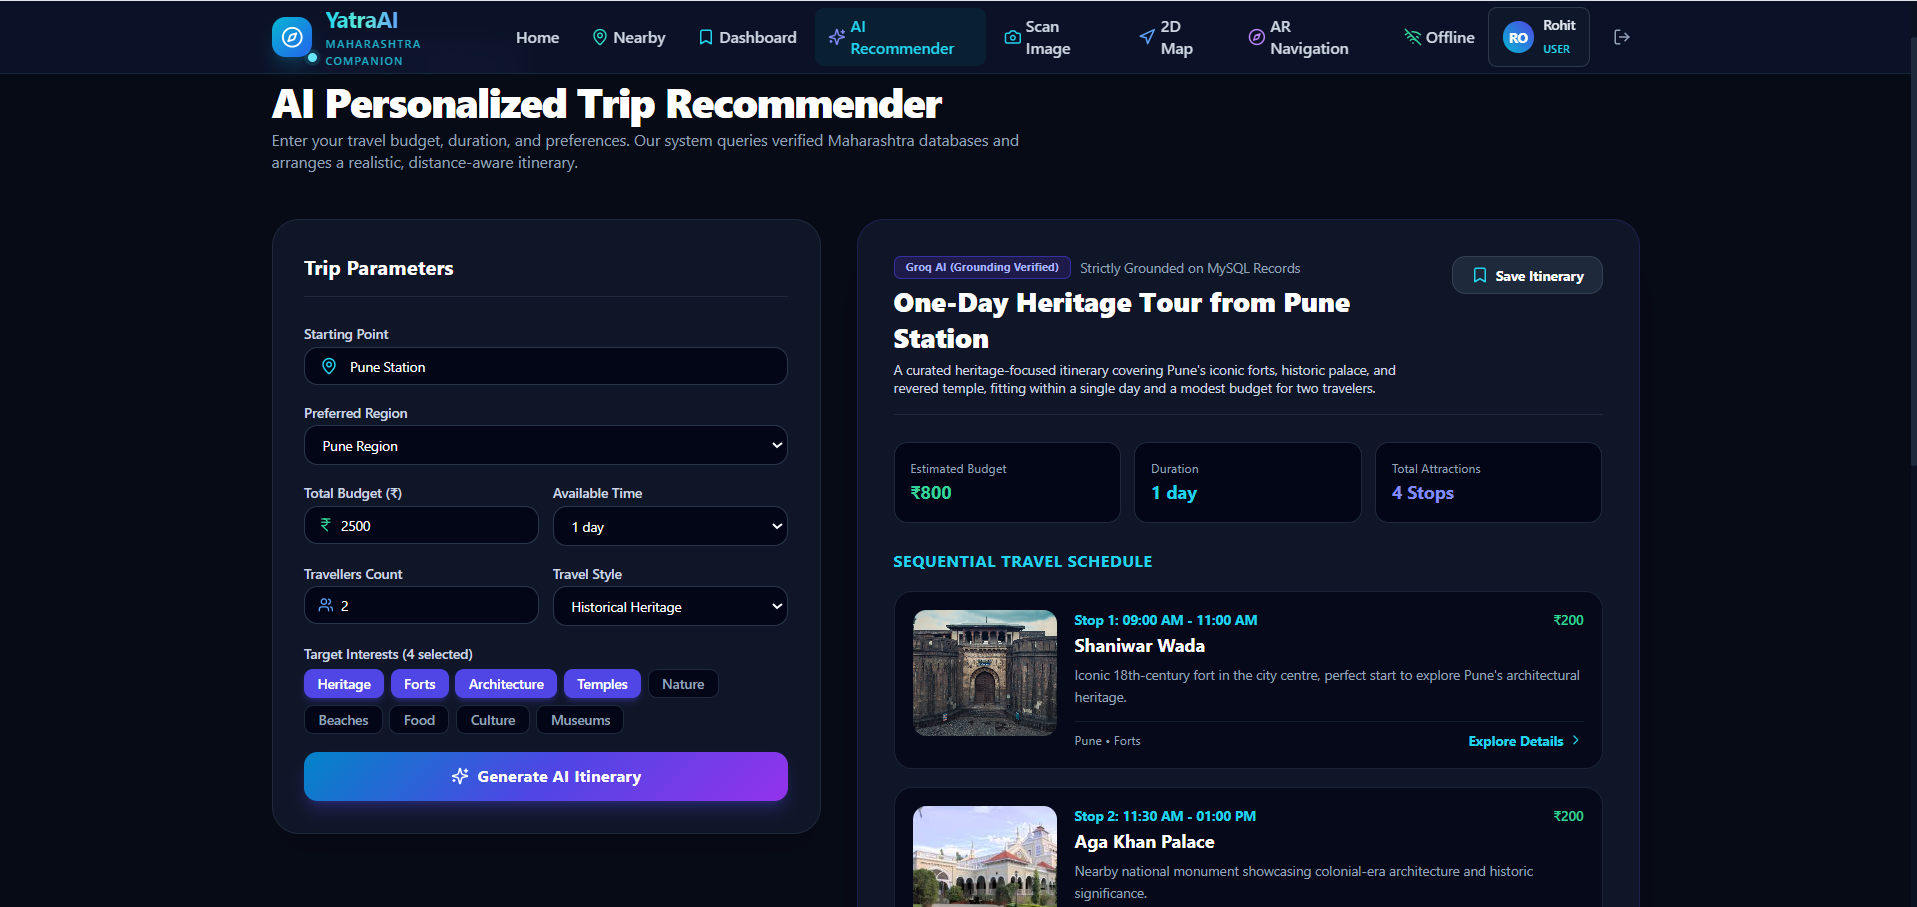 YatraAI
MAHARASHTRA
COMPANION
Home
Nearby
Dashboard
AI
Recommender
Scan
Image
2D
Map
AR
Navigation
Offline
RO
Rohit
USER
AI Personalized Trip Recommender
Enter your travel budget, duration, and preferences. Our system queries verified Maharashtra databases and
arranges a realistic, distance-aware itinerary.
Trip Parameters
Starting Point
Pune Station
Preferred Region
Pune Region
Total Budget (₹)
₹ 2500
Available Time
1 day
Travellers Count
2
Travel Style
Historical Heritage
Target Interests (4 selected)
Heritage
Forts
Architecture
Temples
Nature
Beaches
Food
Culture
Museums
Generate AI Itinerary
Groq AI (Grounding Verified)
Strictly Grounded on MySQL Records
Save Itinerary
One-Day Heritage Tour from Pune
Station
A curated heritage-focused itinerary covering Pune's iconic forts, historic palace, and
revered temple, fitting within a single day and a modest budget for two travelers.
Estimated Budget
₹800
Duration
1 day
Total Attractions
4 Stops
SEQUENTIAL TRAVEL SCHEDULE
Stop 1: 09:00 AM - 11:00 AM
₹200
Shaniwar Wada
Iconic 18th-century fort in the city centre, perfect start to explore Pune's architectural
heritage.
Pune • Forts
Explore Details
Stop 2: 11:30 AM - 01:00 PM
₹200
Aga Khan Palace
Nearby national monument showcasing colonial-era architecture and historic
significance.